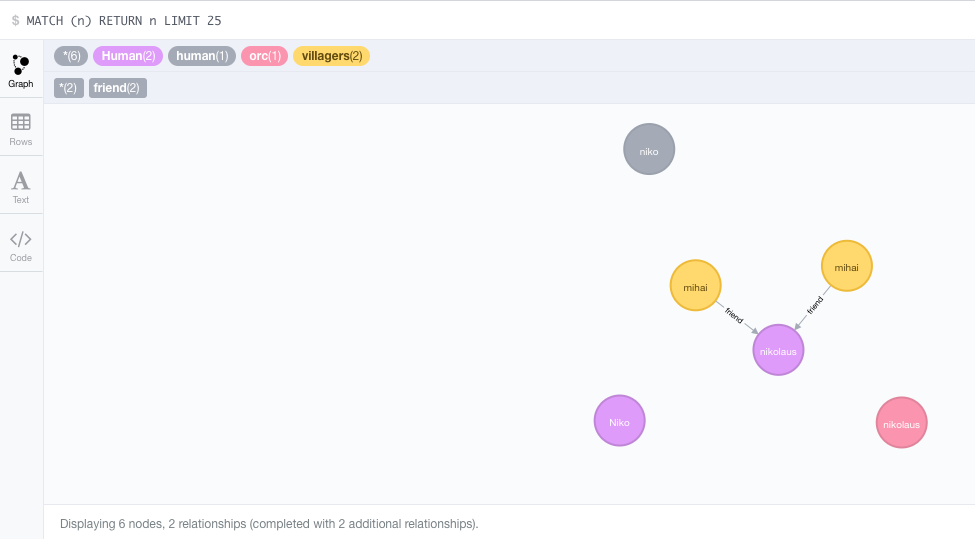 $ MATCH (n) RETURN n LIMIT 25
Graph
Rows
Text
Code
*(6) Human(2) human(1) orc(1) villagers(2)
*(2) friend(2)
niko
mihai
mihai
friend
friend
nikolaus
Niko
nikolaus
Displaying 6 nodes, 2 relationships (completed with 2 additional relationships).